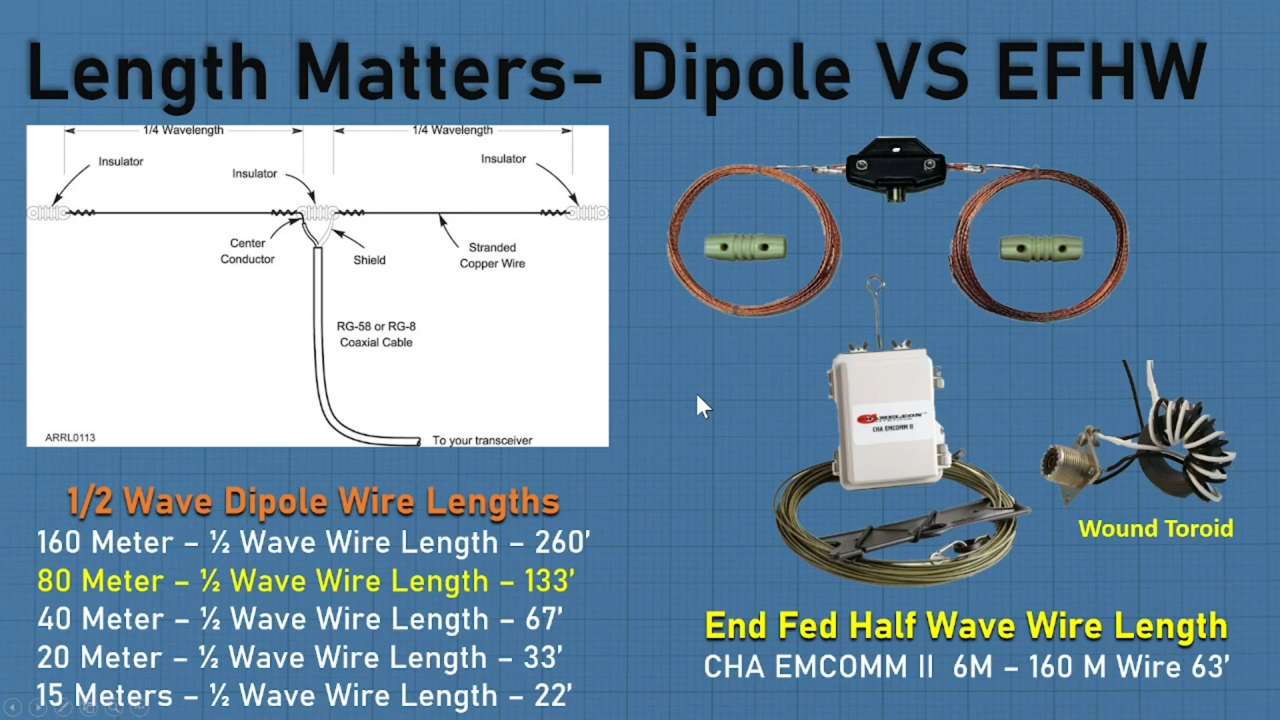 Length Matters- Dipole VS EFHW
1/4 Wavelength
1/4 Wavelength
Insulator
Insulator
Insulator
Center
Conductor
Shield
Stranded
Copper Wire
RG-58 or RG-8
Coaxial Cable
ARRL0113
To your transceiver
1/2 Wave Dipole Wire Lengths
160 Meter – ½ Wave Wire Length – 260’
80 Meter – ½ Wave Wire Length – 133’
40 Meter – ½ Wave Wire Length – 67’
20 Meter – ½ Wave Wire Length – 33’
15 Meters – ½ Wave Wire Length – 22’
CHAMELEON
CHA EMCOMM II
Wound Toroid
End Fed Half Wave Wire Length
CHA EMCOMM II 6M – 160 M Wire 63’